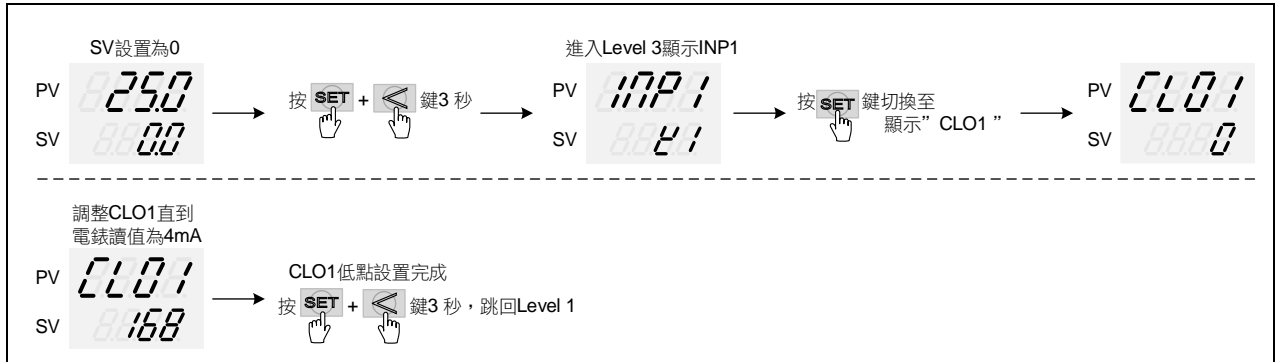 SV設置為0
PV 25.0
SV 0.0
按 SET + < 鍵3 秒
進入Level 3顯示INP1
PV INP1
SV K1
按 SET 鍵切換至
顯示” CLO1 ”
PV CLO1
SV 0
調整CLO1直到
電錶讀值為4mA
PV CLO1
SV 168
CLO1低點設置完成
按 SET + < 鍵3 秒，跳回Level 1